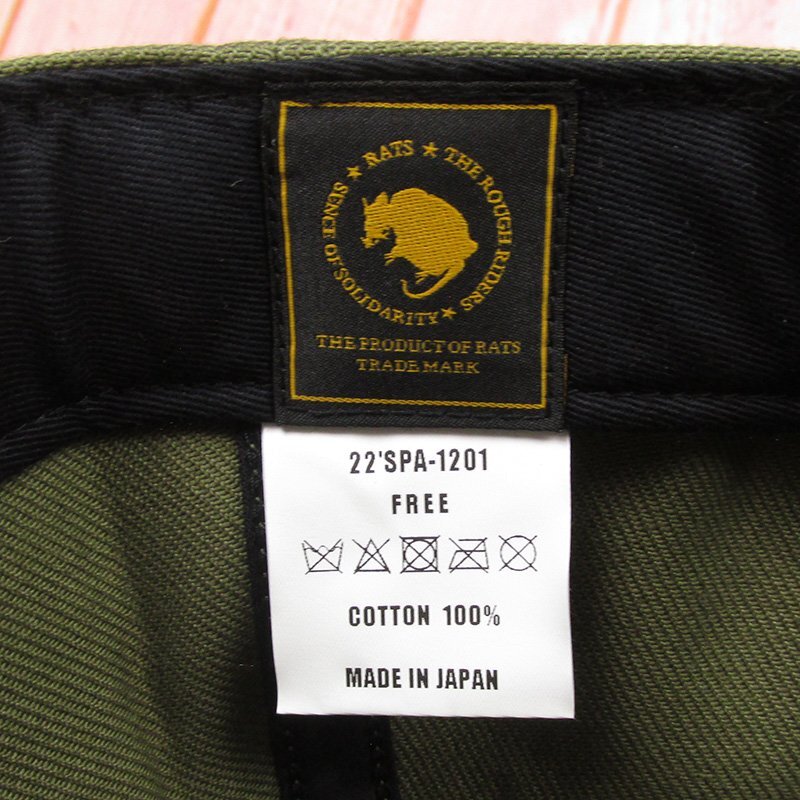 ★ RATS ★ THE ROUGH RIDERS
SENCE OF SOLIDARITY ★
THE PRODUCT OF RATS
TRADE MARK
22'SPA-1201
FREE
COTTON 100%
MADE IN JAPAN